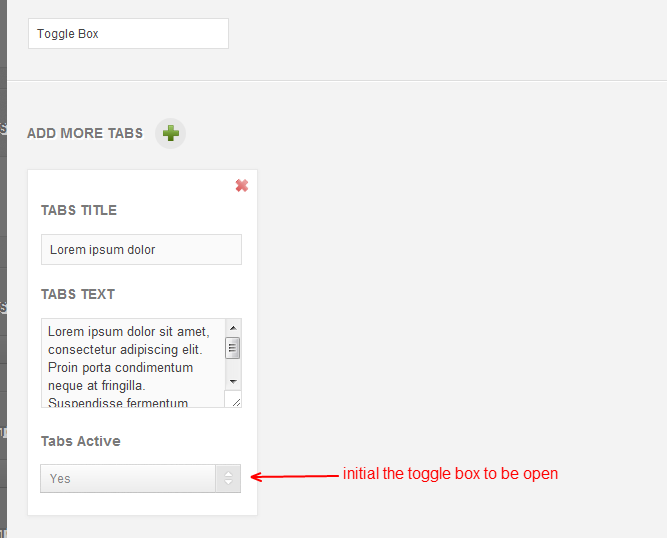 Toggle Box
ADD MORE TABS
TABS TITLE
Lorem ipsum dolor
TABS TEXT
Lorem ipsum dolor sit amet,
consectetur adipiscing elit.
Proin porta condimentum
neque at fringilla.
Suspendisse fermentum
Tabs Active
Yes
initial the toggle box to be open